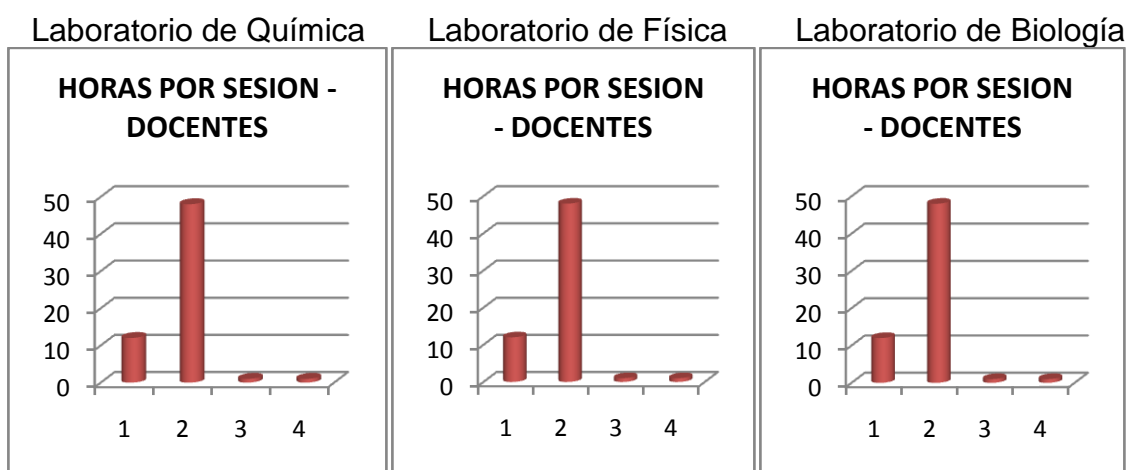 Laboratorio de Química
HORAS POR SESION -
DOCENTES
50
40
30
20
10
0
1 2 3 4
Laboratorio de Física
HORAS POR SESION
- DOCENTES
50
40
30
20
10
0
1 2 3 4
Laboratorio de Biología
HORAS POR SESION
- DOCENTES
50
40
30
20
10
0
1 2 3 4